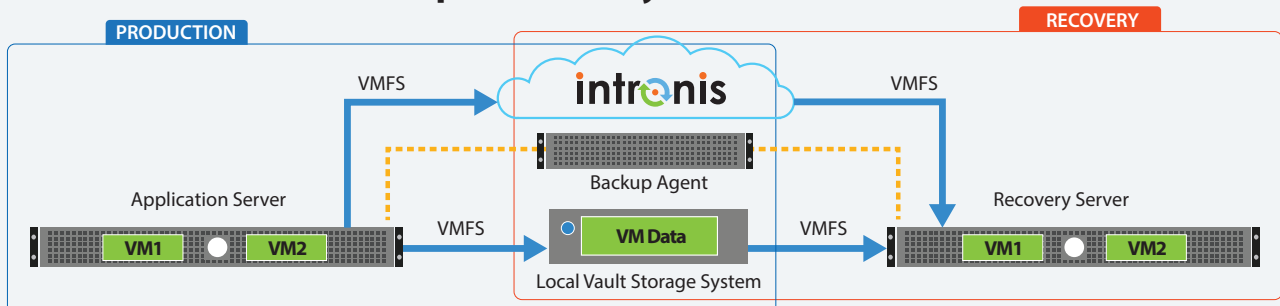 PRODUCTION
RECOVERY
VMFS
intronis
VMFS
Backup Agent
Application Server
Recovery Server
VM1
VM2
VMFS
VM Data
VMFS
VM1
VM2
Local Vault Storage System